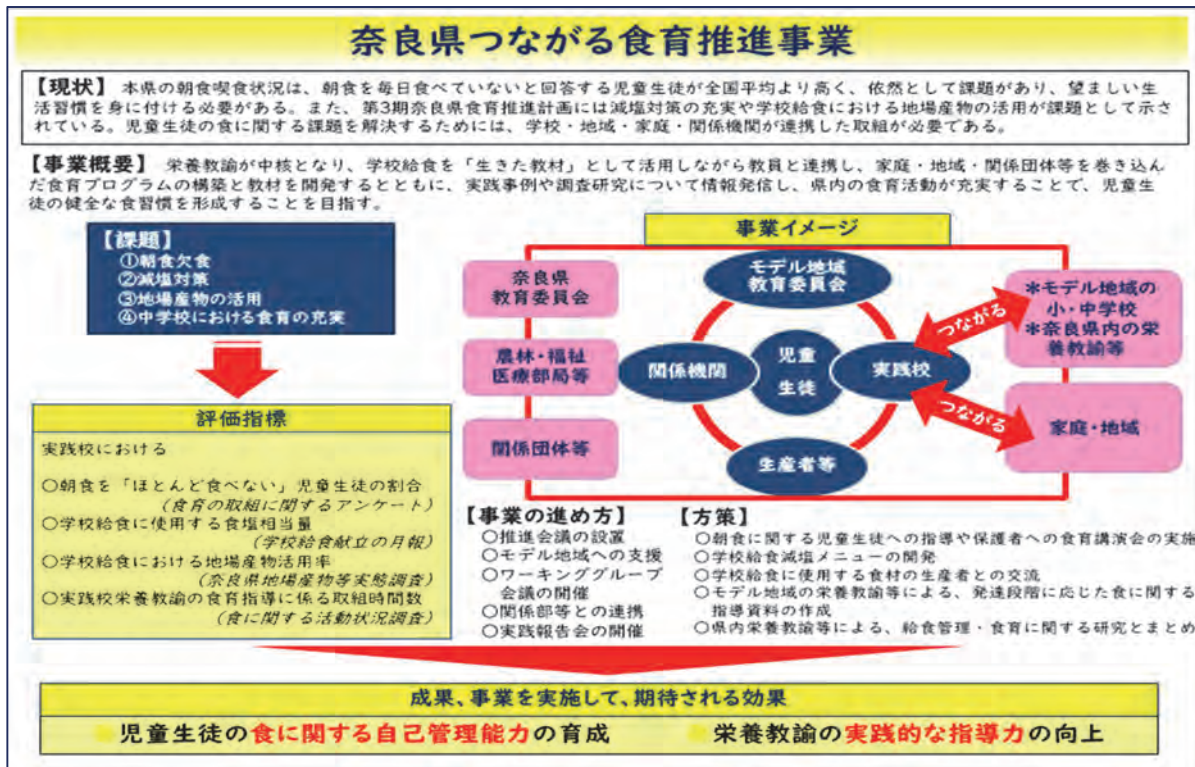 奈良県つながる食育推進事業
【現状】 本県の朝食喫食状況は、朝食を毎日食べていないと回答する児童生徒が全国平均より高く、依然として課題があり、望ましい生
活習慣を身に付ける必要がある。また、第3期奈良県食育推進計画には減塩対策の充実や学校給食における地場産物の活用が課題として示さ
れている。児童生徒の食に関する課題を解決するためには、学校・地域・家庭・関係機関が連携した取組が必要である。
【事業概要】 栄養教諭が中核となり、学校給食を「生きた教材」として活用しながら教員と連携し、家庭・地域・関係団体等を巻き込ん
だ食育プログラムの構築と教材を開発するとともに、実践事例や調査研究について情報発信し、県内の食育活動が充実することで、児童生
徒の健全な食習慣を形成することを目指す。
【課題】
①朝食欠食
②減塩対策
③地場産物の活用
④中学校における食育の充実
評価指標
実践校における
○朝食を「ほとんど食べない」児童生徒の割合
(食育の取組に関するアンケート)
○学校給食に使用する食塩相当量
(学校給食献立の月報)
○学校給食における地場産物活用率
(奈良県地場産物等実態調査)
○実践校栄養教諭の食育指導に係る取組時間数
(食に関する活動状況調査)
事業イメージ
奈良県
教育委員会
農林・福祉
医療部局等
関係団体等
モデル地域
教育委員会
関係機関
児童
生徒
実践校
生産者等
つながる
つながる
*モデル地域の
小・中学校
*奈良県内の栄
養教諭等
家庭・地域
【事業の進め方】
○推進会議の設置
○モデル地域への支援
○ワーキンググループ
会議の開催
○関係部等との連携
○実践報告会の開催
【方策】
○朝食に関する児童生徒への指導や保護者への食育講演会の実施
○学校給食減塩メニューの開発
○学校給食に使用する食材の生産者との交流
○モデル地域の栄養教諭等による、発達段階に応じた食に関する
指導資料の作成
○県内栄養教諭等による、給食管理・食育に関する研究とまとめ
成果、事業を実施して、期待される効果
児童生徒の食に関する自己管理能力の育成
栄養教諭の実践的な指導力の向上